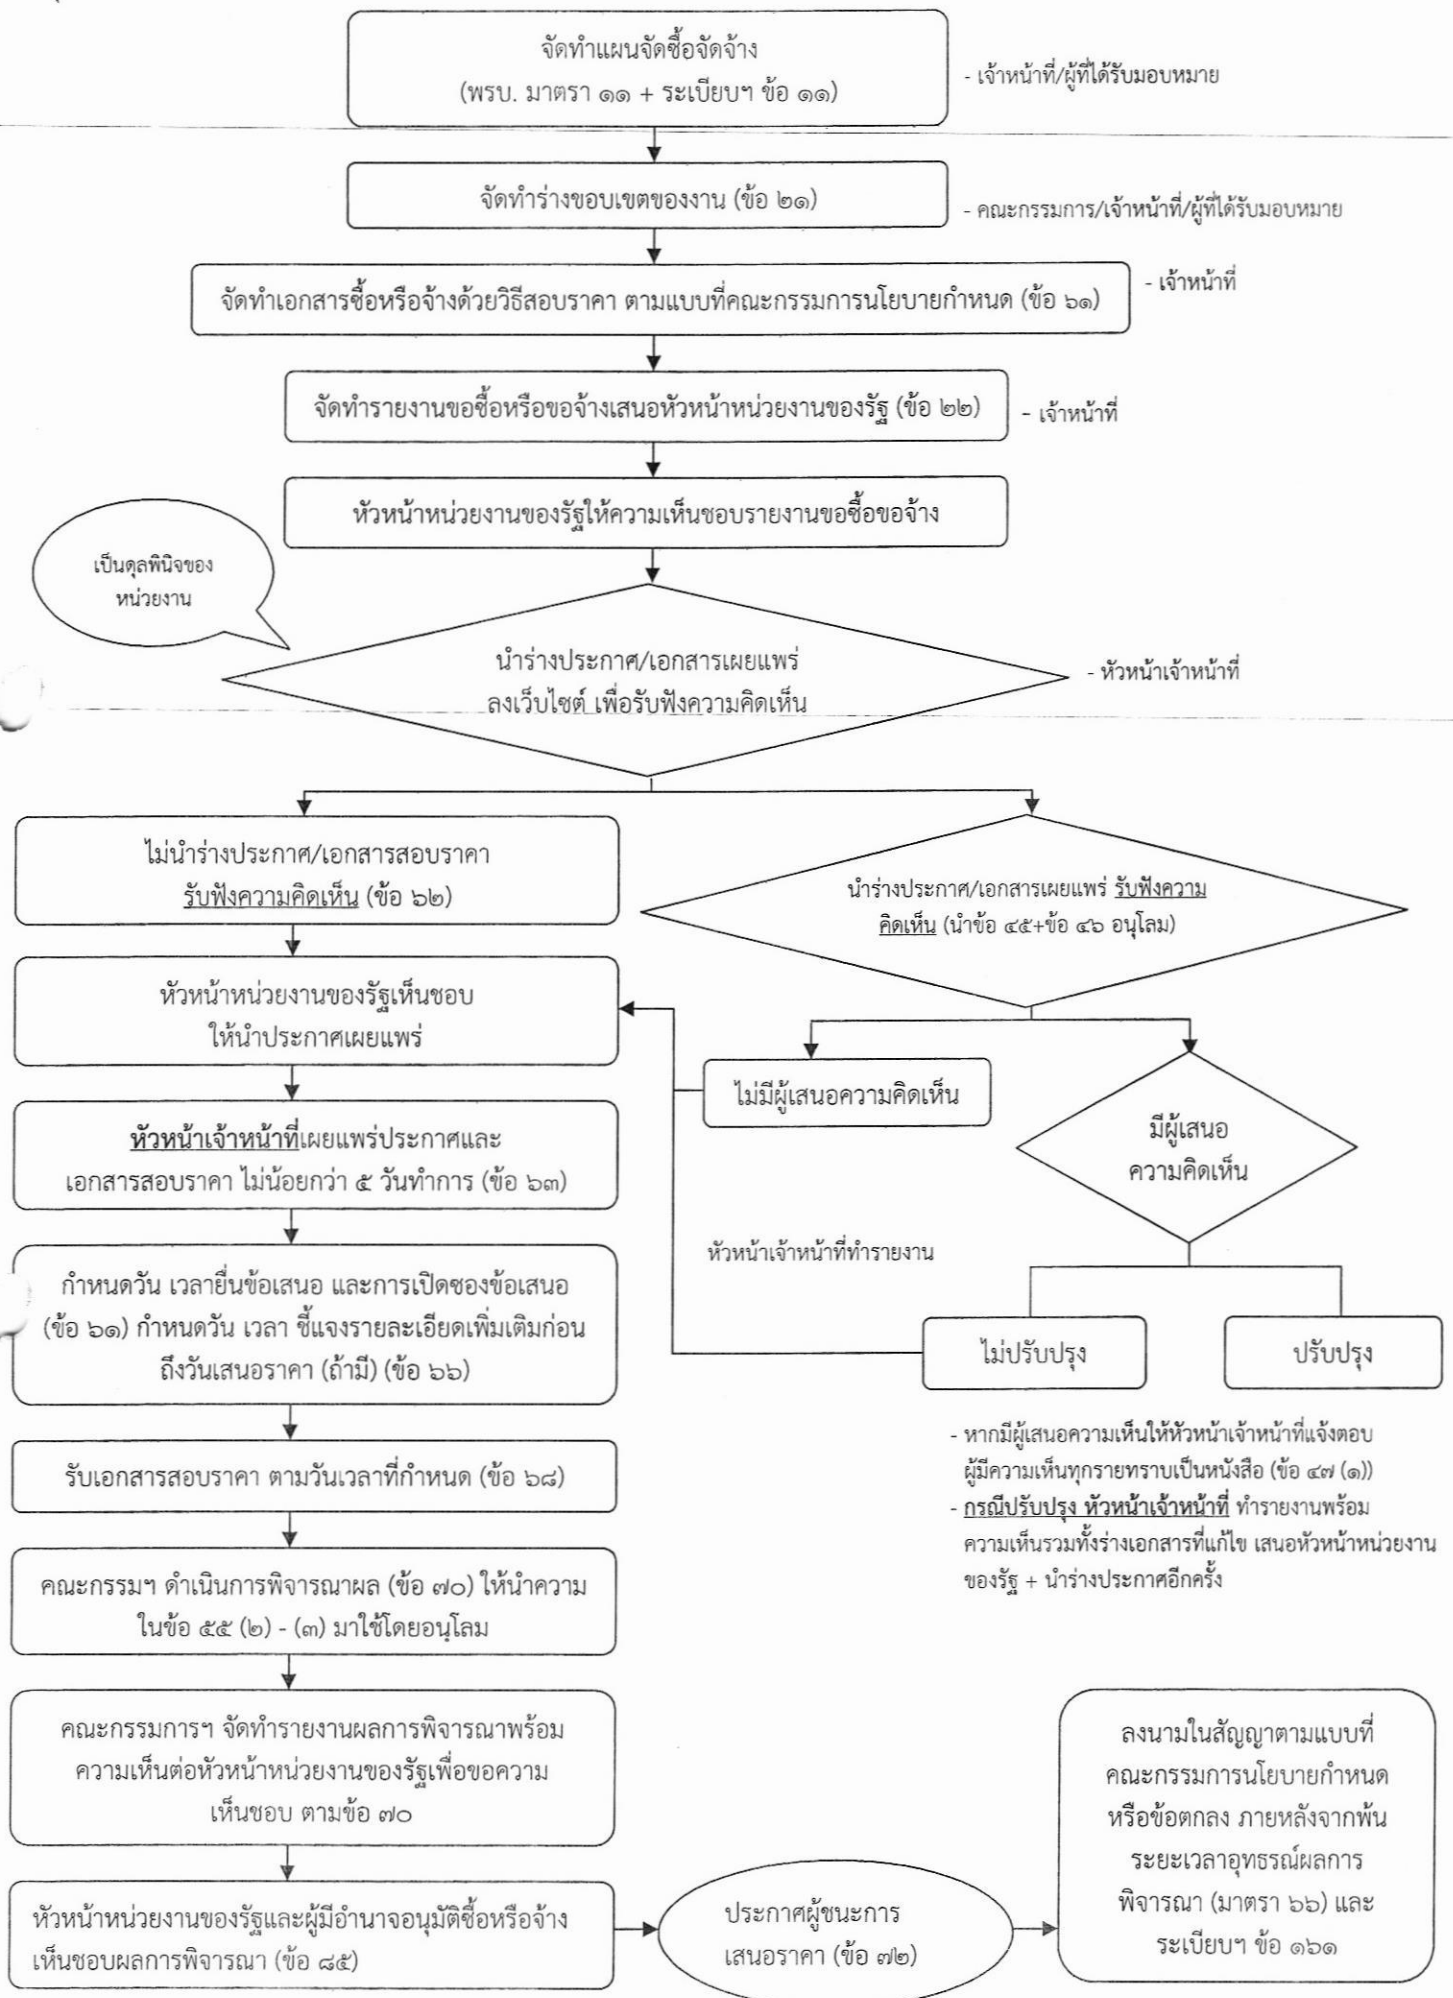 จัดทำแผนจัดซื้อจัดจ้าง
(พรบ. มาตรา ๑๑ + ระเบียบฯ ข้อ ๑๑)
- เจ้าหน้าที่/ผู้ที่ได้รับมอบหมาย
จัดทำร่างขอบเขตของงาน (ข้อ ๒๑)
- คณะกรรมการ/เจ้าหน้าที่/ผู้ที่ได้รับมอบหมาย
จัดทำเอกสารซื้อหรือจ้างด้วยวิธีสอบราคา ตามแบบที่คณะกรรมการนโยบายกำหนด (ข้อ ๖๑)
- เจ้าหน้าที่
จัดทำรายงานขอซื้อหรือขอจ้างเสนอหัวหน้าหน่วยงานของรัฐ (ข้อ ๒๒)
- เจ้าหน้าที่
หัวหน้าหน่วยงานของรัฐให้ความเห็นชอบรายงานขอซื้อขอจ้าง
เป็นดุลพินิจของ
หน่วยงาน
นำร่างประกาศ/เอกสารเผยแพร่
ลงเว็บไซต์ เพื่อรับฟังความคิดเห็น
- หัวหน้าเจ้าหน้าที่
ไม่นำร่างประกาศ/เอกสารสอบราคา
รับฟังความคิดเห็น (ข้อ ๖๒)
นำร่างประกาศ/เอกสารเผยแพร่ รับฟังความ
คิดเห็น (นำข้อ ๔๕+ข้อ ๔๖ อนุโลม)
หัวหน้าหน่วยงานของรัฐเห็นชอบ
ให้นำประกาศเผยแพร่
ไม่มีผู้เสนอความคิดเห็น
มีผู้เสนอ
ความคิดเห็น
หัวหน้าเจ้าหน้าที่เผยแพร่ประกาศและ
เอกสารสอบราคา ไม่น้อยกว่า ๕ วันทำการ (ข้อ ๖๓)
หัวหน้าเจ้าหน้าที่ทำรายงาน
กำหนดวัน เวลายื่นข้อเสนอ และการเปิดซองข้อเสนอ
(ข้อ ๖๑) กำหนดวัน เวลา ชี้แจงรายละเอียดเพิ่มเติมก่อน
ถึงวันเสนอราคา (ถ้ามี) (ข้อ ๖๖)
ไม่ปรับปรุง
ปรับปรุง
- หากมีผู้เสนอความเห็นให้หัวหน้าเจ้าหน้าที่แจ้งตอบ
ผู้มีความเห็นทุกรายทราบเป็นหนังสือ (ข้อ ๔๗ (๑))
- กรณีปรับปรุง หัวหน้าเจ้าหน้าที่ ทำรายงานพร้อม
ความเห็นรวมทั้งร่างเอกสารที่แก้ไข เสนอหัวหน้าหน่วยงาน
ของรัฐ + นำร่างประกาศอีกครั้ง
รับเอกสารสอบราคา ตามวันเวลาที่กำหนด (ข้อ ๖๘)
คณะกรรมฯ ดำเนินการพิจารณาผล (ข้อ ๗๐) ให้นำความ
ในข้อ ๕๕ (๒) - (๓) มาใช้โดยอนุโลม
คณะกรรมการฯ จัดทำรายงานผลการพิจารณาพร้อม
ความเห็นต่อหัวหน้าหน่วยงานของรัฐเพื่อขอความ
เห็นชอบ ตามข้อ ๗๐
หัวหน้าหน่วยงานของรัฐและผู้มีอำนาจอนุมัติซื้อหรือจ้าง
เห็นชอบผลการพิจารณา (ข้อ ๘๕)
ประกาศผู้ชนะการ
เสนอราคา (ข้อ ๗๒)
ลงนามในสัญญาตามแบบที่
คณะกรรมการนโยบายกำหนด
หรือข้อตกลง ภายหลังจากพ้น
ระยะเวลาอุทธรณ์ผลการ
พิจารณา (มาตรา ๖๖) และ
ระเบียบฯ ข้อ ๑๖๑